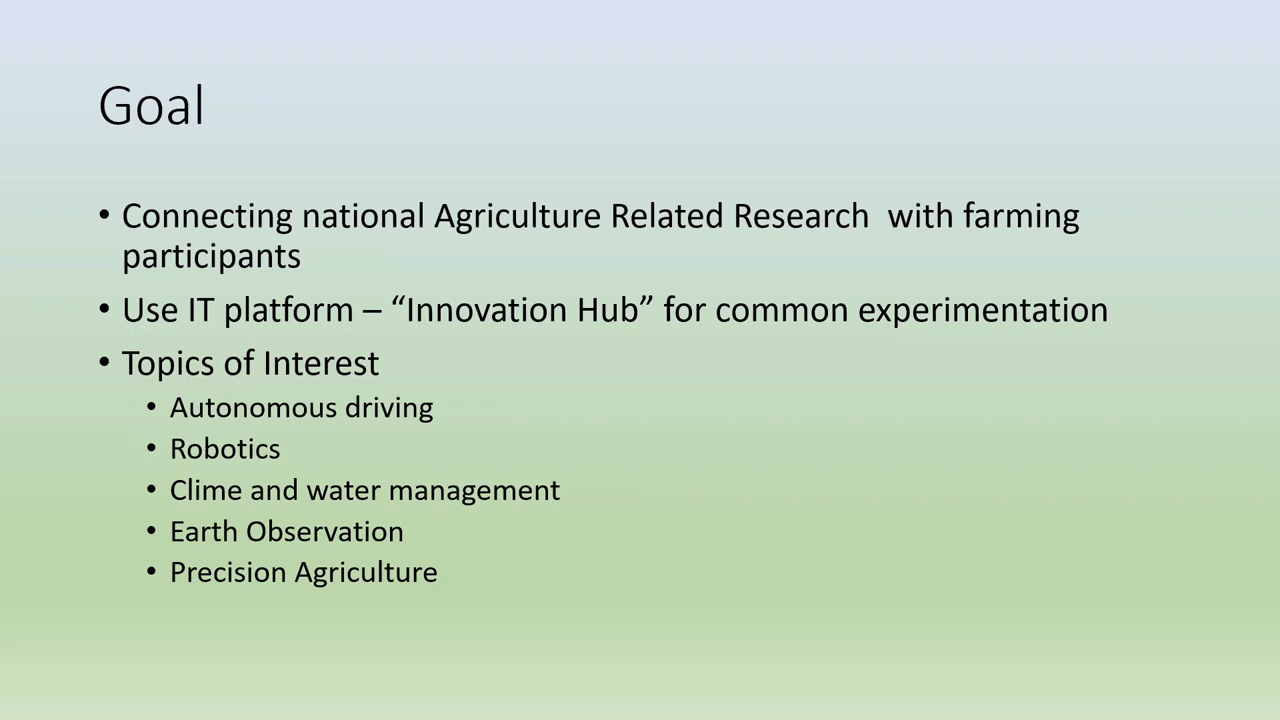 Goal
• Connecting national Agriculture Related Research  with farming
participants
• Use IT platform – “Innovation Hub” for common experimentation
• Topics of Interest
• Autonomous driving
• Robotics
• Clime and water management
• Earth Observation
• Precision Agriculture